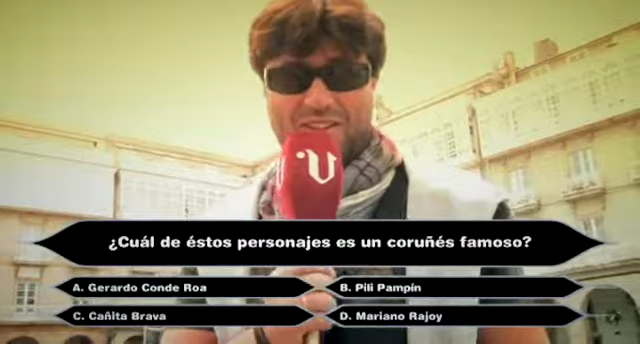 ¿Cuál de éstos personajes es un coruñés famoso?
A. Gerardo Conde Roa
B. Pili Pampín
C. Cañita Brava
D. Mariano Rajoy